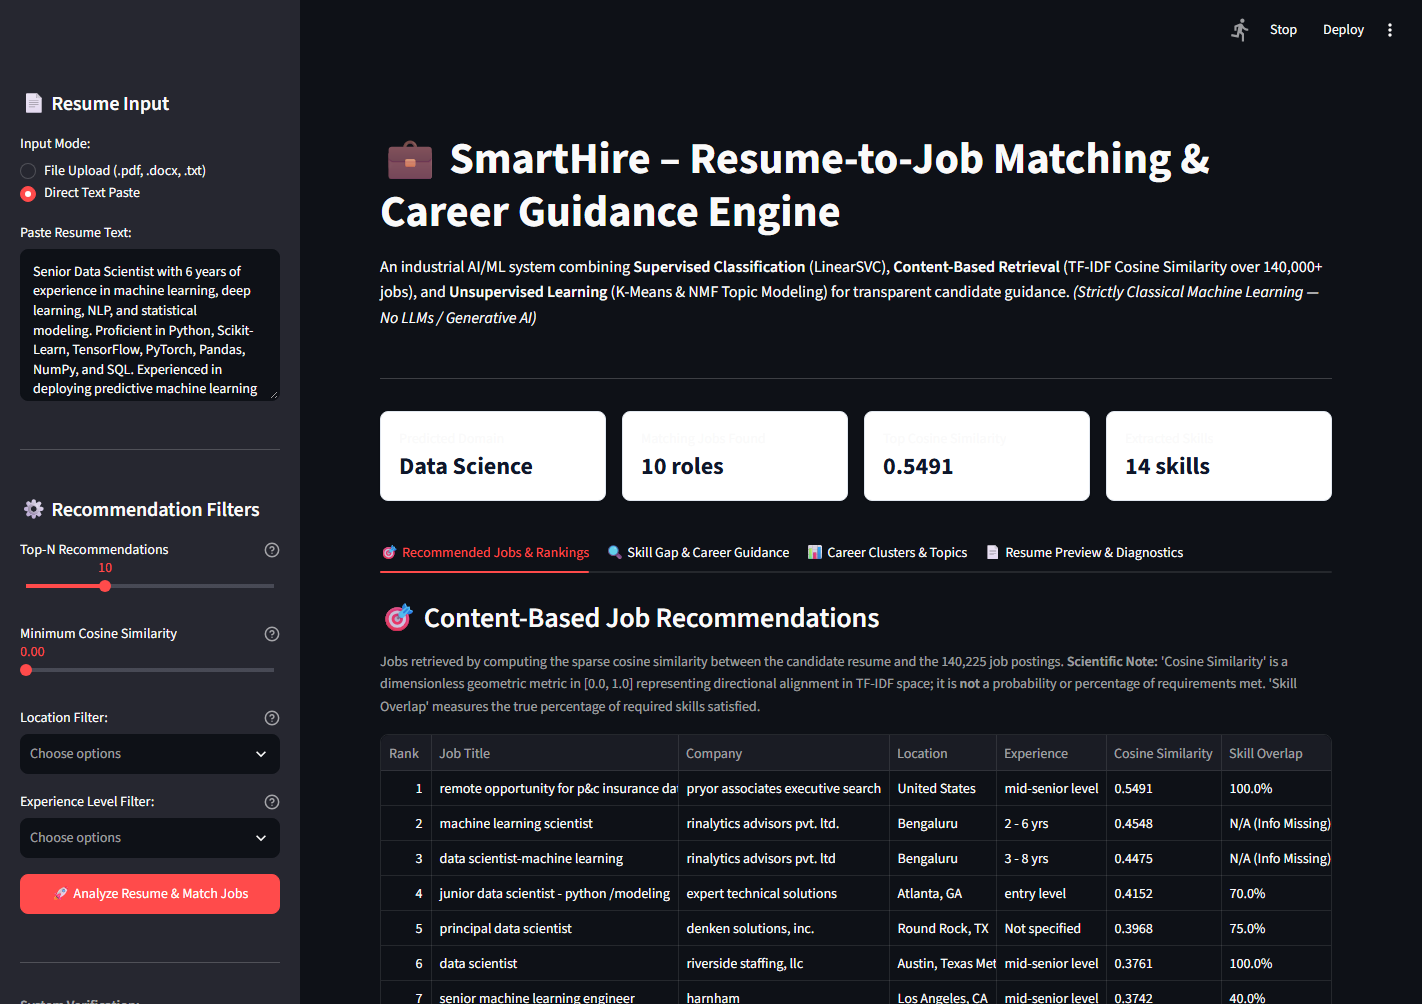 Stop
Deploy
Resume Input
Input Mode:
File Upload (.pdf, .docx, .txt)
Direct Text Paste
Paste Resume Text:
Senior Data Scientist with 6 years of
experience in machine learning, deep
learning, NLP, and statistical
modeling. Proficient in Python, Scikit-
Learn, TensorFlow, PyTorch, Pandas,
NumPy, and SQL. Experienced in
deploying predictive machine learning
Recommendation Filters
Top-N Recommendations
10
Minimum Cosine Similarity
0.00
Location Filter:
Choose options
Experience Level Filter:
Choose options
Analyze Resume & Match Jobs
System Verification:
SmartHire – Resume-to-Job Matching &
Career Guidance Engine
An industrial AI/ML system combining Supervised Classification (LinearSVC), Content-Based Retrieval (TF-IDF Cosine Similarity over 140,000+
jobs), and Unsupervised Learning (K-Means & NMF Topic Modeling) for transparent candidate guidance. (Strictly Classical Machine Learning —
No LLMs / Generative AI)
Predicted Domain
Data Science
Matching Jobs Found
10 roles
Top Cosine Similarity
0.5491
Extracted Skills
14 skills
Recommended Jobs & Rankings
Skill Gap & Career Guidance
Career Clusters & Topics
Resume Preview & Diagnostics
Content-Based Job Recommendations
Jobs retrieved by computing the sparse cosine similarity between the candidate resume and the 140,225 job postings. Scientific Note: 'Cosine Similarity' is a
dimensionless geometric metric in [0.0, 1.0] representing directional alignment in TF-IDF space; it is not a probability or percentage of requirements met. 'Skill
Overlap' measures the true percentage of required skills satisfied.
Rank Job Title Company Location Experience Cosine Similarity Skill Overlap
1 remote opportunity for p&c insurance dat pryor associates executive search United States mid-senior level 0.5491 100.0%
2 machine learning scientist rinalytics advisors pvt. ltd. Bengaluru 2 - 6 yrs 0.4548 N/A (Info Missing)
3 data scientist-machine learning rinalytics advisors pvt. ltd Bengaluru 3 - 8 yrs 0.4475 N/A (Info Missing)
4 junior data scientist - python /modeling expert technical solutions Atlanta, GA entry level 0.4152 70.0%
5 principal data scientist denken solutions, inc. Round Rock, TX Not specified 0.3968 75.0%
6 data scientist riverside staffing, llc Austin, Texas Met mid-senior level 0.3761 100.0%
7 senior machine learning engineer harnham Los Angeles, CA mid-senior level 0.3742 40.0%